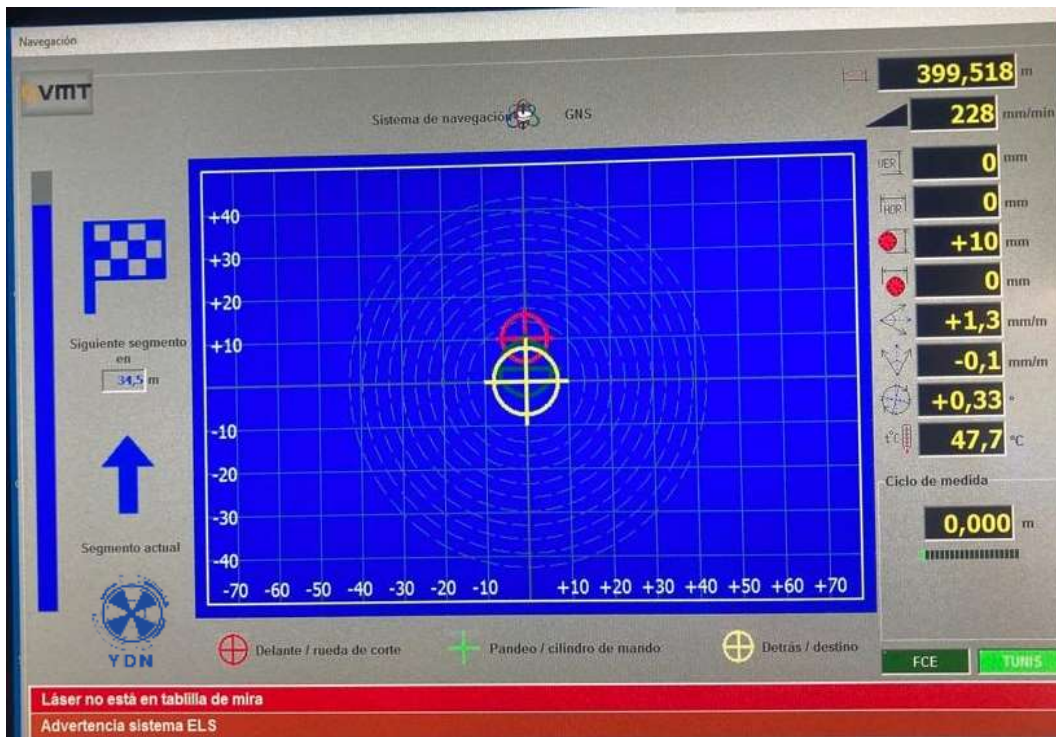 Navegación
VMT
Sistema de navegación
GNS
399,518 m
228 mm/min
VER 0 mm
HOR 0 mm
+10 mm
0 mm
+1,3 mm/m
-0,1 mm/m
+0,33 °
t°C 47,7 °C
Ciclo de medida
0,000 m
Siguiente segmento
en
34,5 m
Segmento actual
YDN
+40
+30
+20
+10
-10
-20
-30
-40
-70 -60 -50 -40 -30 -20 -10 +10 +20 +30 +40 +50 +60 +70
Delante / rueda de corte
Pandeo / cilindro de mando
Detrás / destino
FCE
TUNIS
Láser no está en tablilla de mira
Advertencia sistema ELS